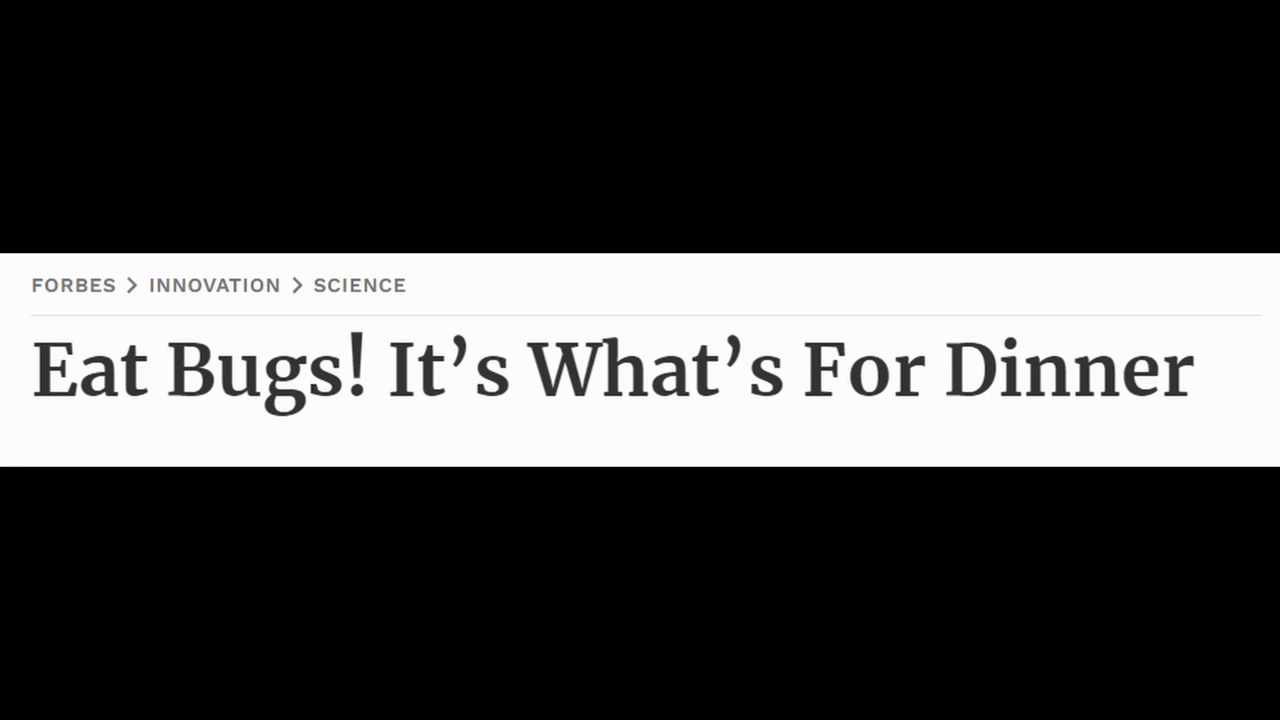 FORBES > INNOVATION > SCIENCE
Eat Bugs! It’s What’s For Dinner